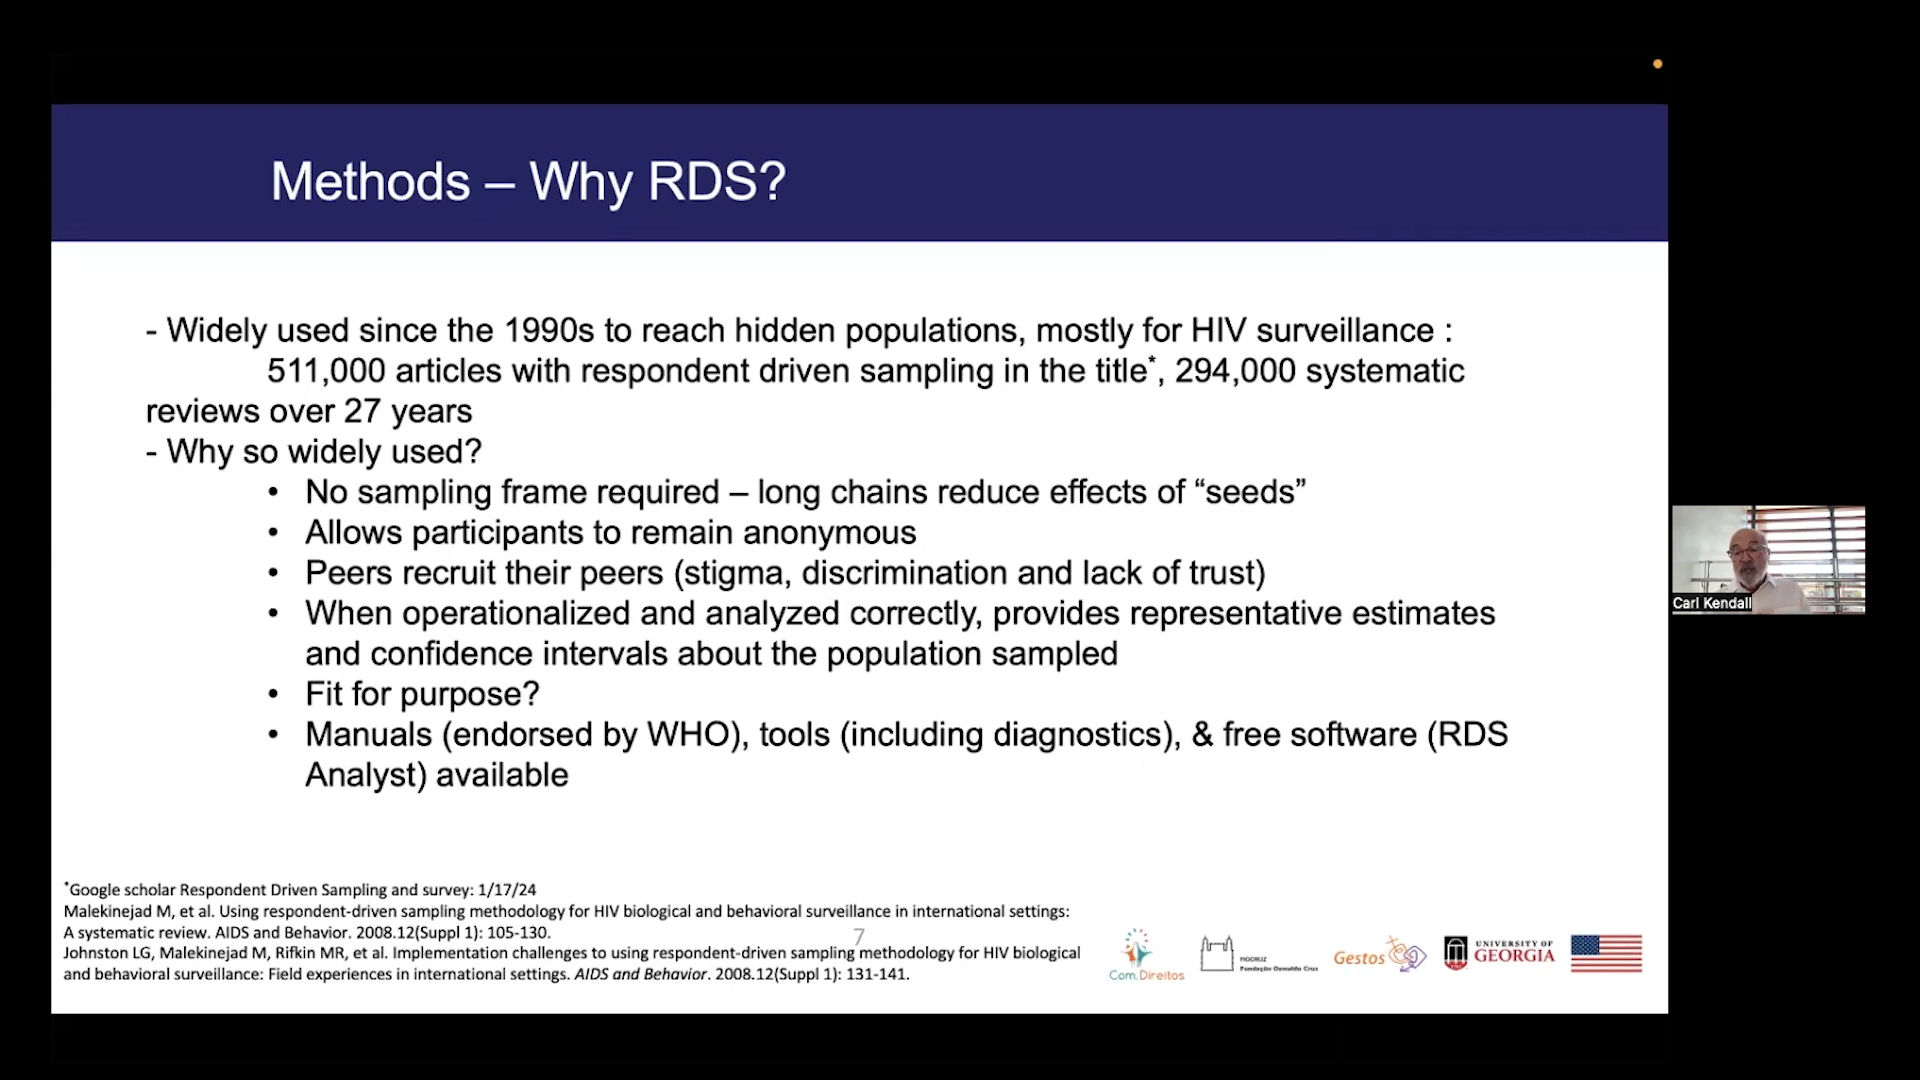 Methods – Why RDS?
- Widely used since the 1990s to reach hidden populations, mostly for HIV surveillance :
511,000 articles with respondent driven sampling in the title*, 294,000 systematic
reviews over 27 years
- Why so widely used?
• No sampling frame required – long chains reduce effects of “seeds”
• Allows participants to remain anonymous
• Peers recruit their peers (stigma, discrimination and lack of trust)
• When operationalized and analyzed correctly, provides representative estimates
and confidence intervals about the population sampled
• Fit for purpose?
• Manuals (endorsed by WHO), tools (including diagnostics), & free software (RDS
Analyst) available
Carl Kendall
*Google scholar Respondent Driven Sampling and survey: 1/17/24
Malekinejad M, et al. Using respondent-driven sampling methodology for HIV biological and behavioral surveillance in international settings:
A systematic review. AIDS and Behavior. 2008.12(Suppl 1): 105-130.
Johnston LG, Malekinejad M, Rifkin MR, et al. Implementation challenges to using respondent-driven sampling methodology for HIV biological
and behavioral surveillance: Field experiences in international settings. AIDS and Behavior. 2008.12(Suppl 1): 131-141.
7
Com.Direitos
FIOCRUZ
Fundação Oswaldo Cruz
Gestos
UNIVERSITY OF
GEORGIA